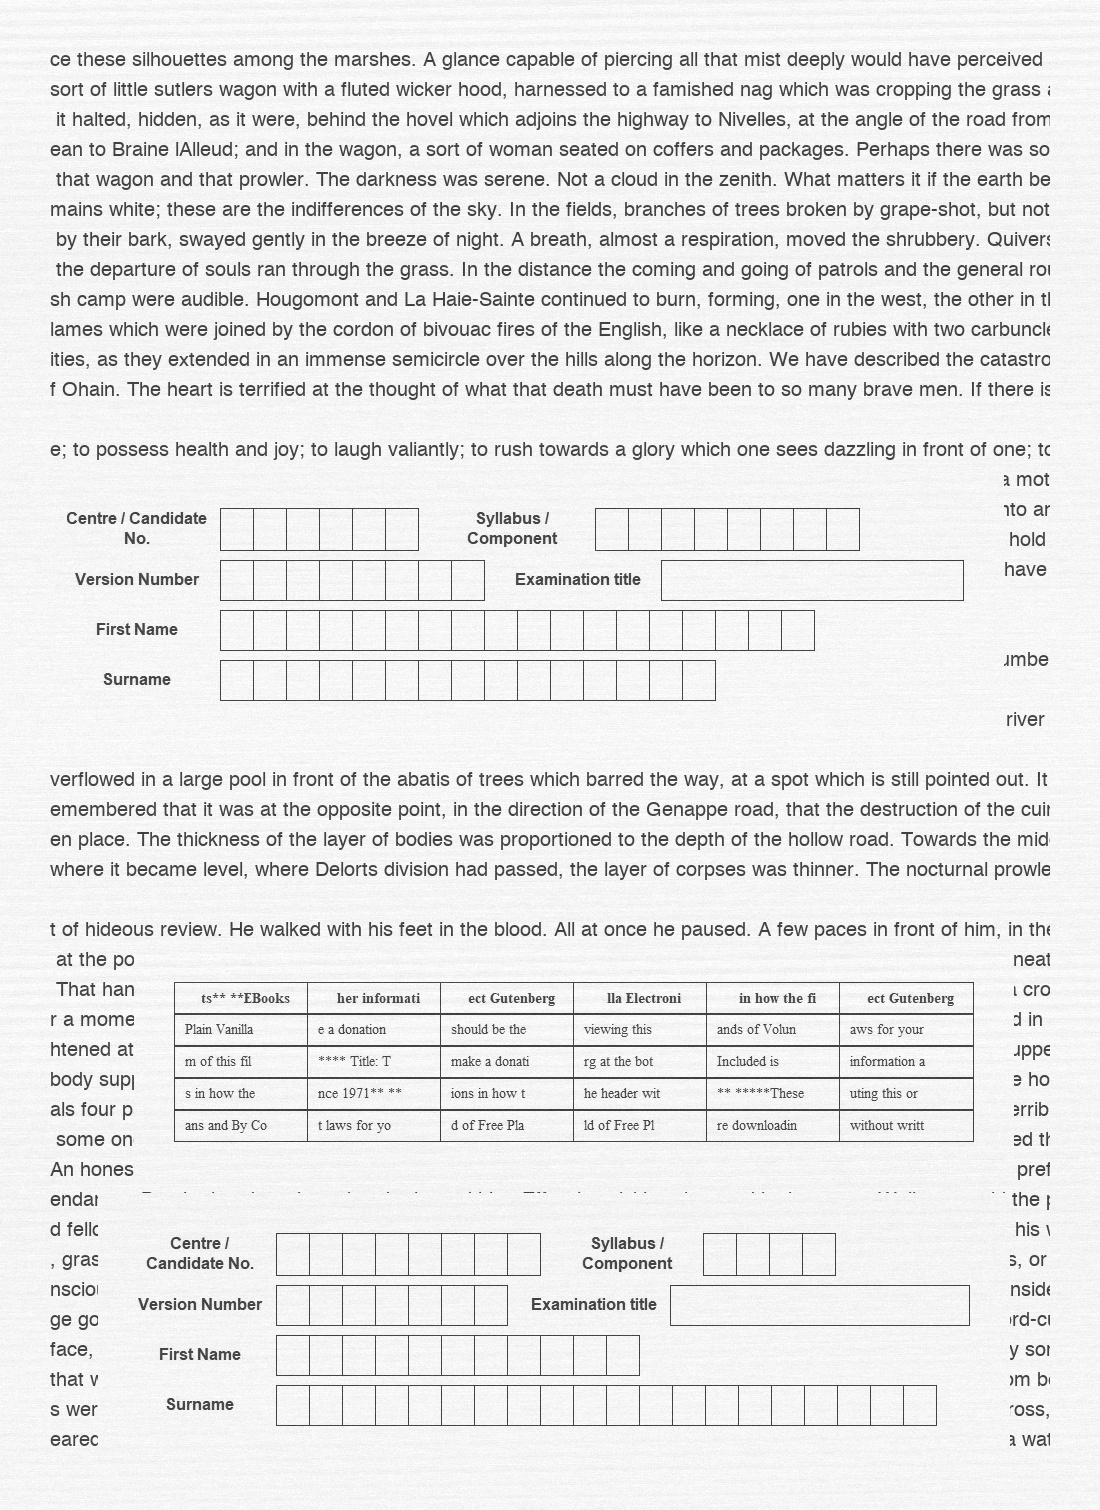 ce these silhouettes among the marshes. A glance capable of piercing all that mist deeply would have perceived
sort of little sutlers wagon with a fluted wicker hood, harnessed to a famished nag which was cropping the grass
it halted, hidden, as it were, behind the hovel which adjoins the highway to Nivelles, at the angle of the road from
ean to Braine lAlleud; and in the wagon, a sort of woman seated on coffers and packages. Perhaps there was so
that wagon and that prowler. The darkness was serene. Not a cloud in the zenith. What matters it if the earth be
mains white; these are the indifferences of the sky. In the fields, branches of trees broken by grape-shot, but not
by their bark, swayed gently in the breeze of night. A breath, almost a respiration, moved the shrubbery. Quivers
the departure of souls ran through the grass. In the distance the coming and going of patrols and the general rou
sh camp were audible. Hougomont and La Haie-Sainte continued to burn, forming, one in the west, the other in
lames which were joined by the cordon of bivouac fires of the English, like a necklace of rubies with two carbuncle
ities, as they extended in an immense semicircle over the hills along the horizon. We have described the catastro
f Ohain. The heart is terrified at the thought of what that death must have been to so many brave men. If there is
e; to possess health and joy; to laugh valiantly; to rush towards a glory which one sees dazzling in front of one; to
a mot
nto an
hold
have
Centre / Candidate No. Syllabus / Component
Version Number Examination title
First Name
umbe
Surname
river
verflowed in a large pool in front of the abatis of trees which barred the way, at a spot which is still pointed out. It
emembered that it was at the opposite point, in the direction of the Genappe road, that the destruction of the cuir
en place. The thickness of the layer of bodies was proportioned to the depth of the hollow road. Towards the mid
where it became level, where Delorts division had passed, the layer of corpses was thinner. The nocturnal prowle
t of hideous review. He walked with his feet in the blood. All at once he paused. A few paces in front of him, in the
at the po neat
That han cro
r a mome d in
htened at uppe
body supp e ho
als four p errib
some on ed th
An hones pref
ts** **EBooks her informati ect Gutenberg lla Electroni in how the fi ect Gutenberg
Plain Vanilla e a donation should be the viewing this ands of Volun aws for your
m of this fil **** Title: T make a donati rg at the bot Included is information a
s in how the nce 1971** ** ions in how t he header wit ** *****These uting this or
ans and By Co t laws for yo d of Free Pla ld of Free Pl re downloadin without writt
endar the p
d fello his w
, gras s, or
nsciou nside
ge go ord-cu
face, y son
that w om be
s wer ross,
eared a wat
Centre / Candidate No. Syllabus / Component
Version Number Examination title
First Name
Surname